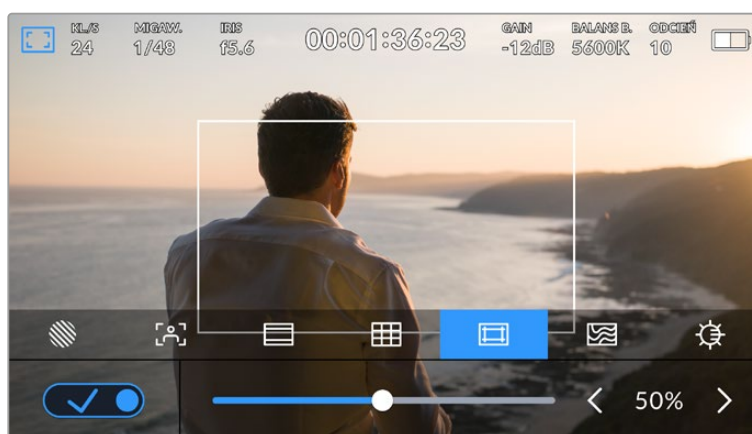 KL./S MIGAW. IRIS GAIN BALANS B. ODCIEŃ
24 1/48 f5.6 00:01:36:23 -12dB 5600K 10
50%